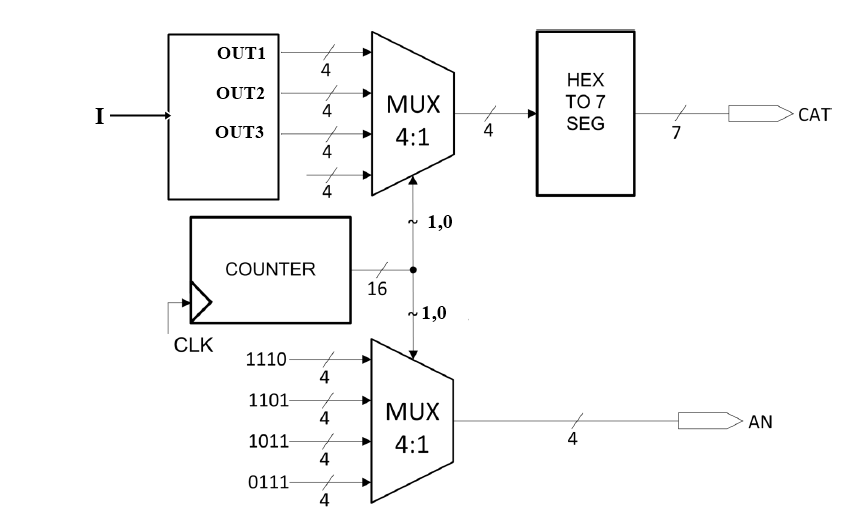 OUT1
4
OUT2
4
OUT3
4
4
I
MUX
4:1
4
HEX
TO 7
SEG
7
CAT
~ 1,0
COUNTER
16
CLK
~ 1,0
1110
4
1101
4
1011
4
0111
4
MUX
4:1
4
AN